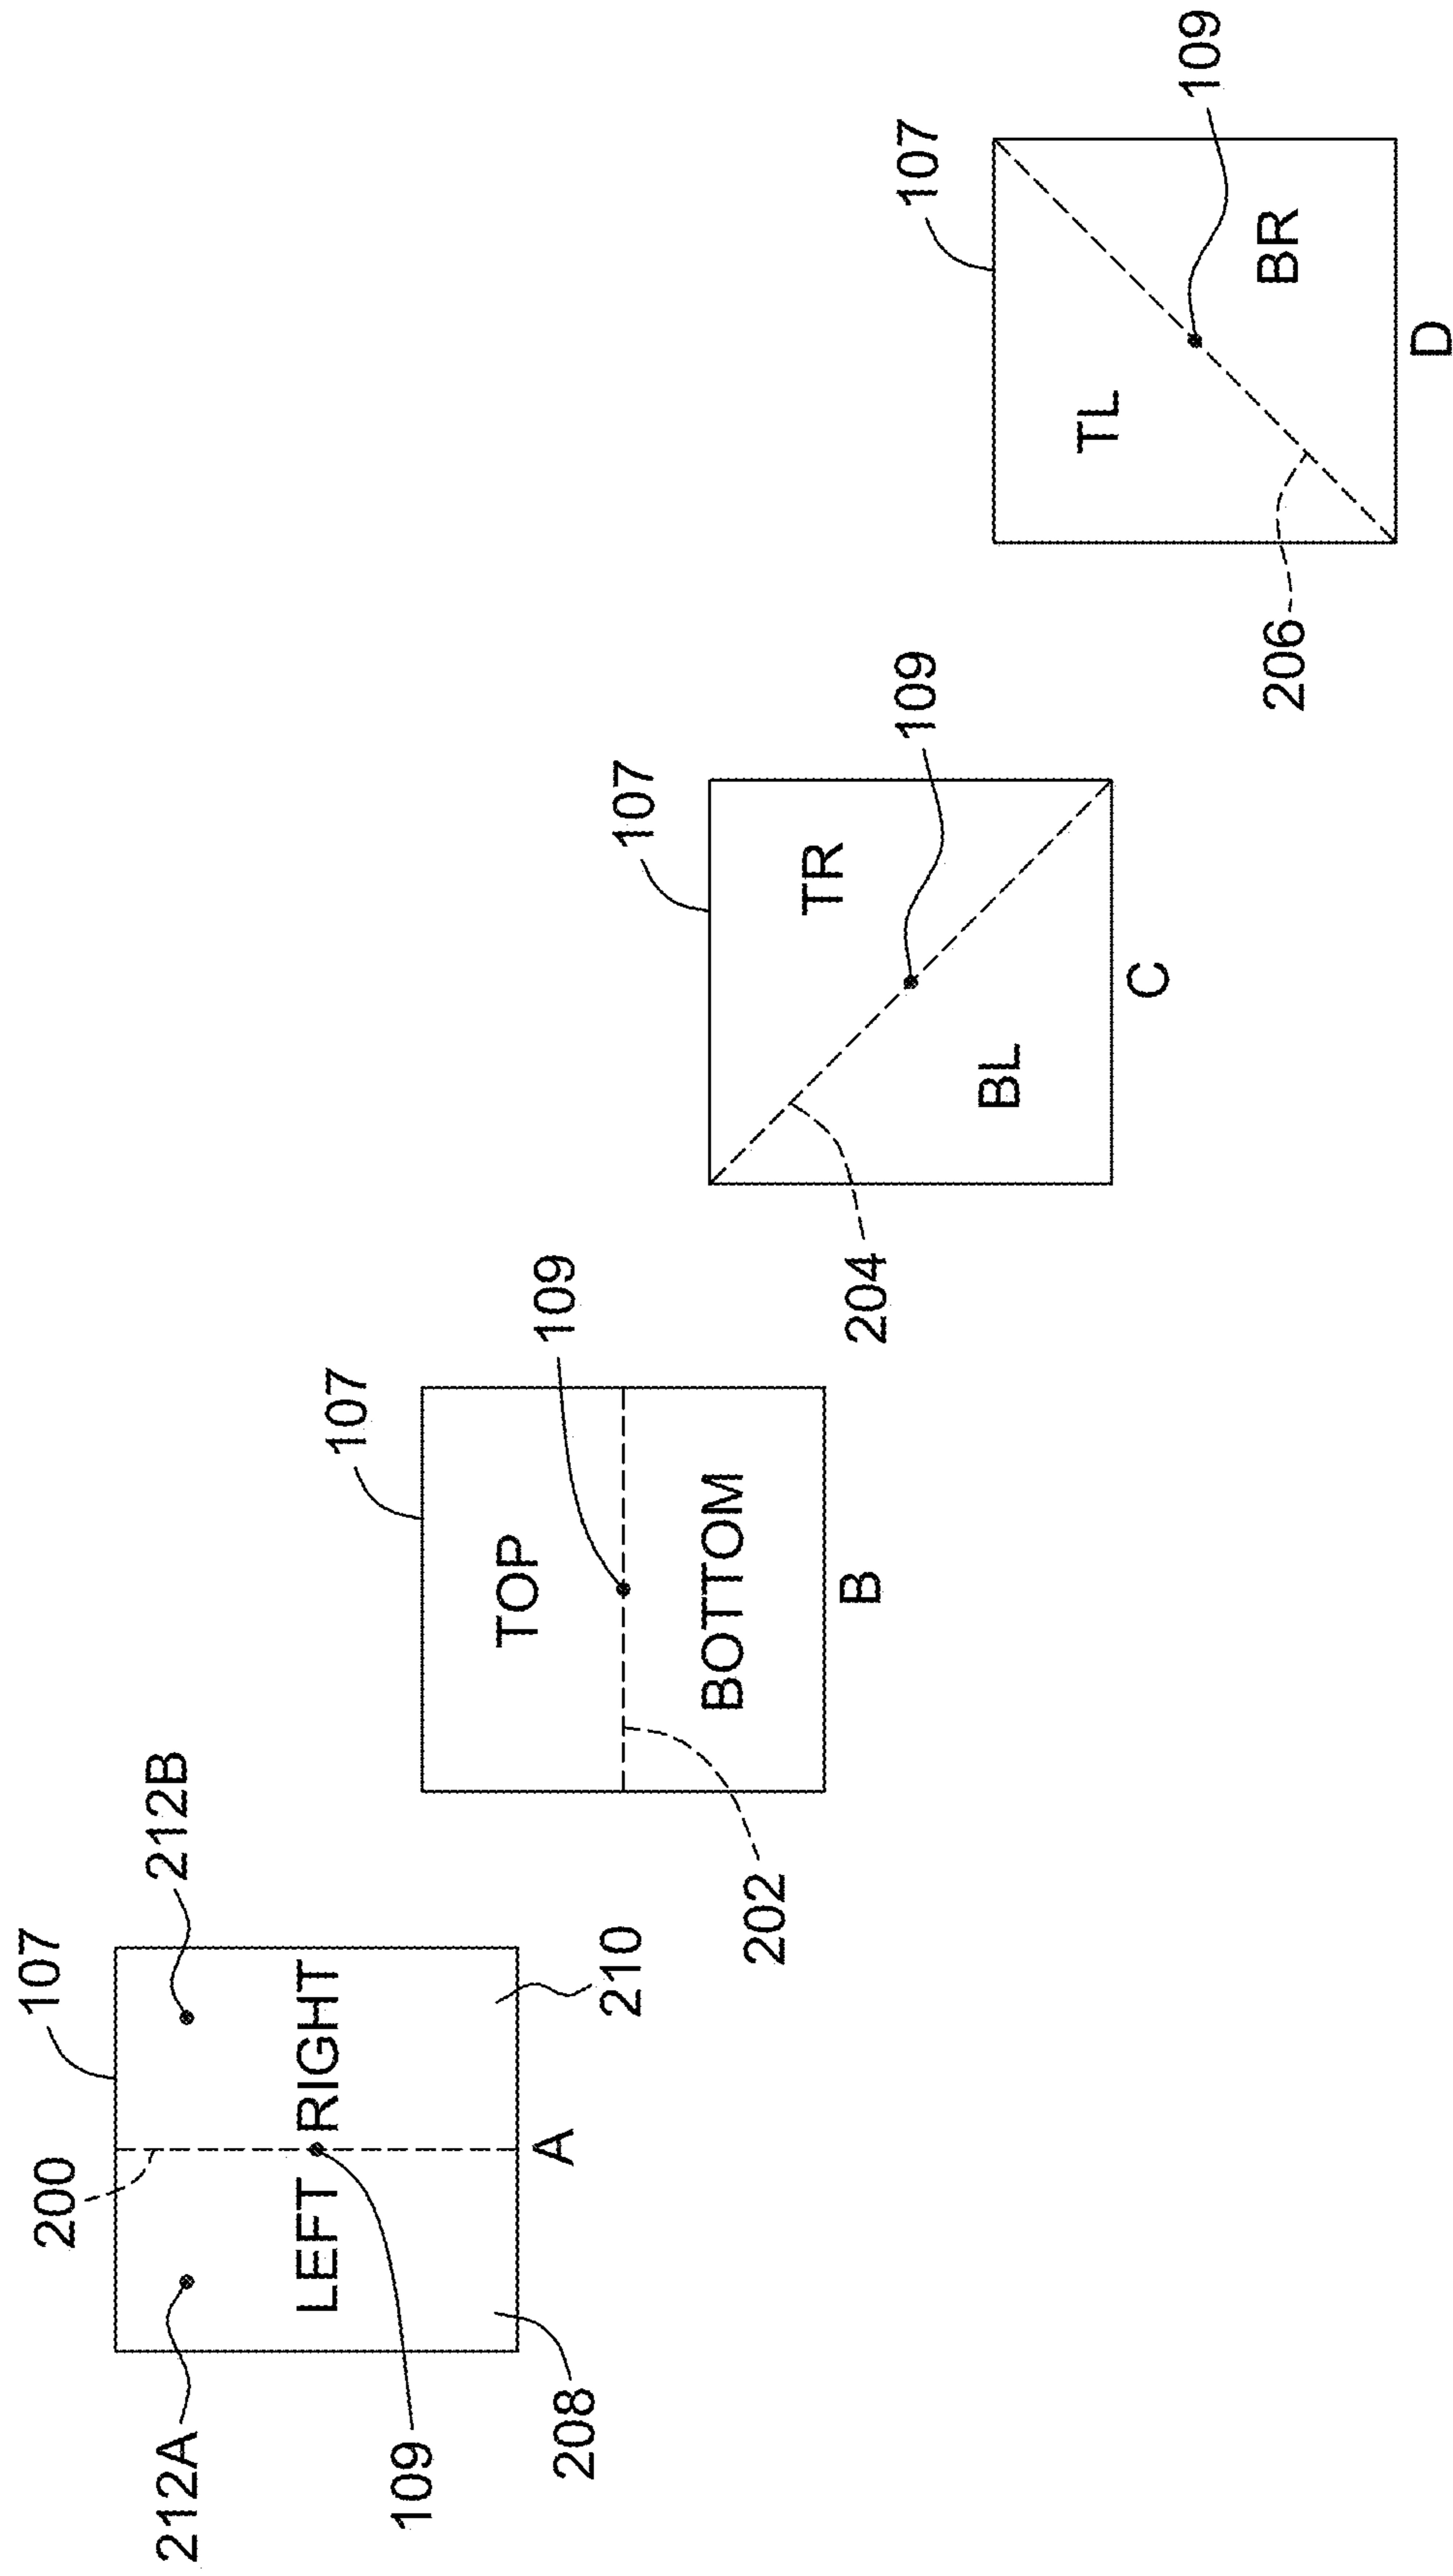 107
200
212A
212B
LEFT
RIGHT
109
208
210
A
107
109
TOP
BOTTOM
202
B
107
109
TR
BL
204
C
107
109
TL
BR
206
D